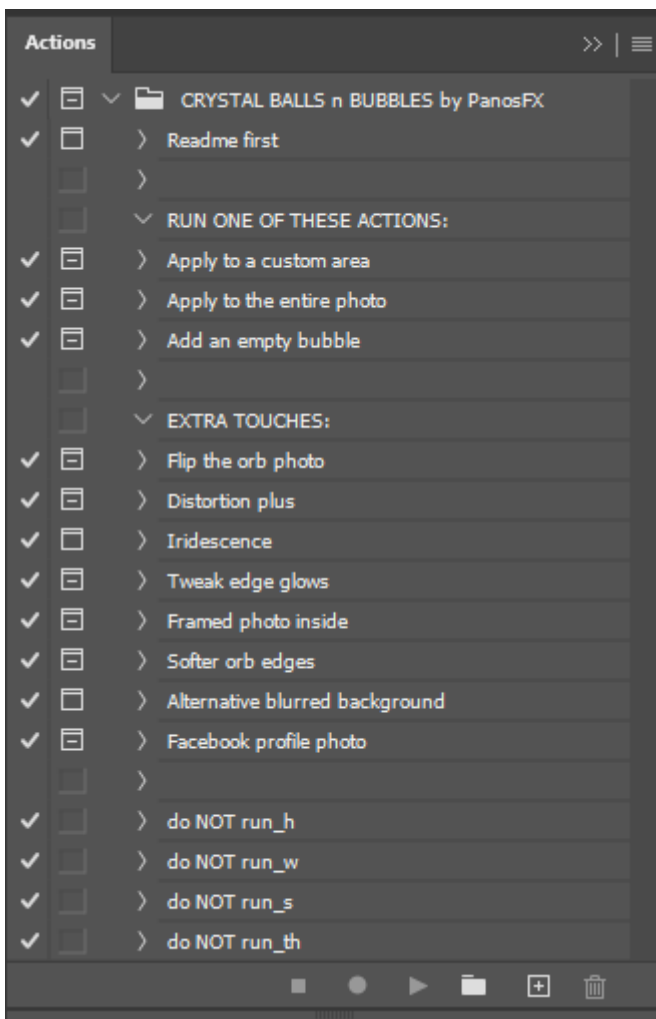 Actions
CRYSTAL BALLS n BUBBLES by PanosFX
Readme first
RUN ONE OF THESE ACTIONS:
Apply to a custom area
Apply to the entire photo
Add an empty bubble
EXTRA TOUCHES:
Flip the orb photo
Distortion plus
Iridescence
Tweak edge glows
Framed photo inside
Softer orb edges
Alternative blurred background
Facebook profile photo
do NOT run_h
do NOT run_w
do NOT run_s
do NOT run_th